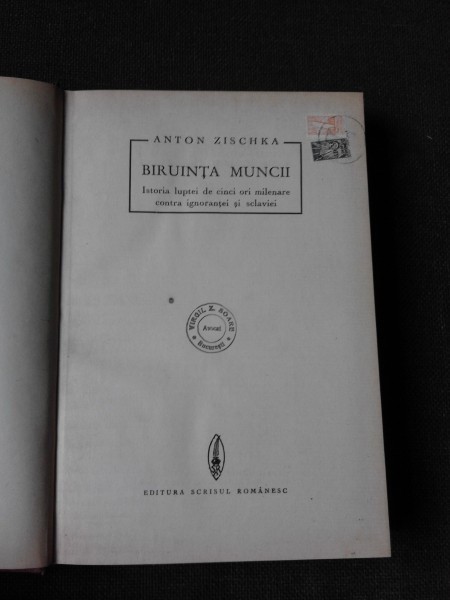 ANTON ZISCHKA
BIRUINȚA MUNCII
Istoria luptei de cinci ori milenare
contra ignoranței și sclaviei
VIRGIL Z. SOARE
Avocat
* București *
EDITURA SCRISUL ROMÂNESC